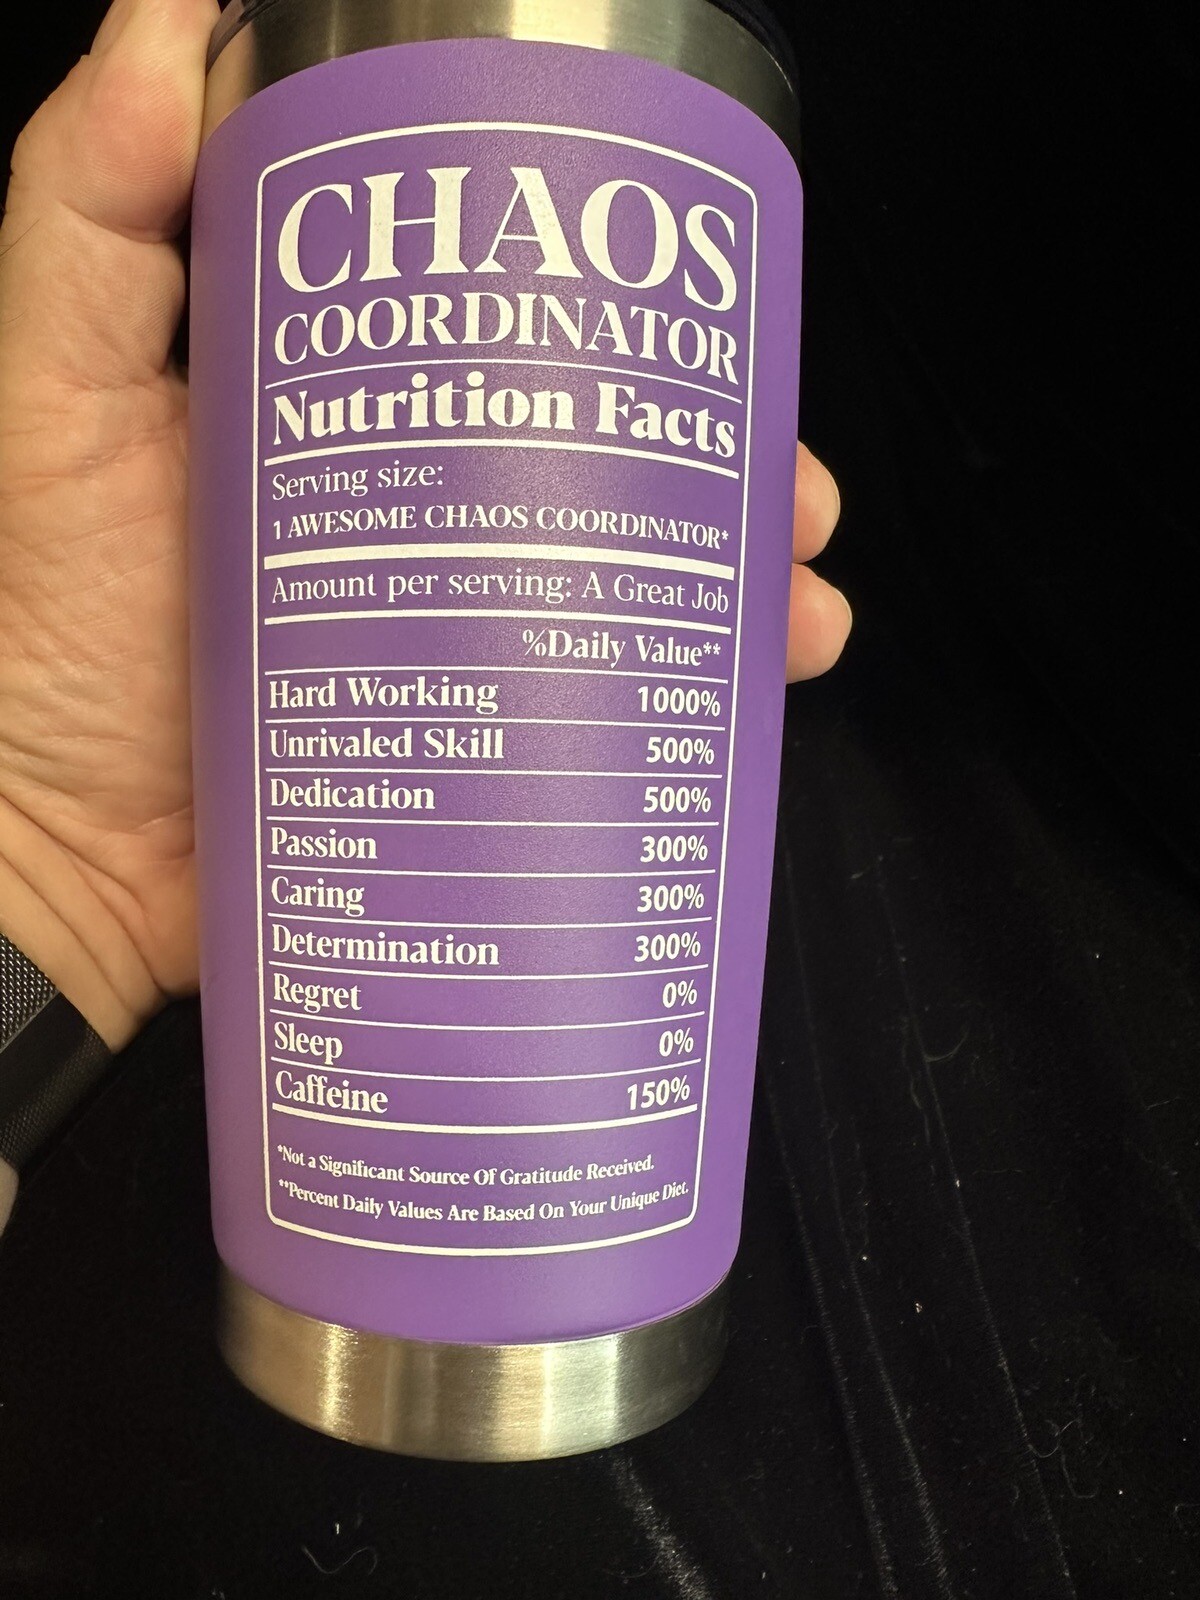 CHAOS
COORDINATOR
Nutrition Facts
Serving size:
1 AWESOME CHAOS COORDINATOR*
Amount per serving: A Great Job
%Daily Value**
Hard Working 1000%
Unrivaled Skill 500%
Dedication 500%
Passion 300%
Caring 300%
Determination 300%
Regret 0%
Sleep 0%
Caffeine 150%
*Not a Significant Source Of Gratitude Received.
**Percent Daily Values Are Based On Your Unique Diet.